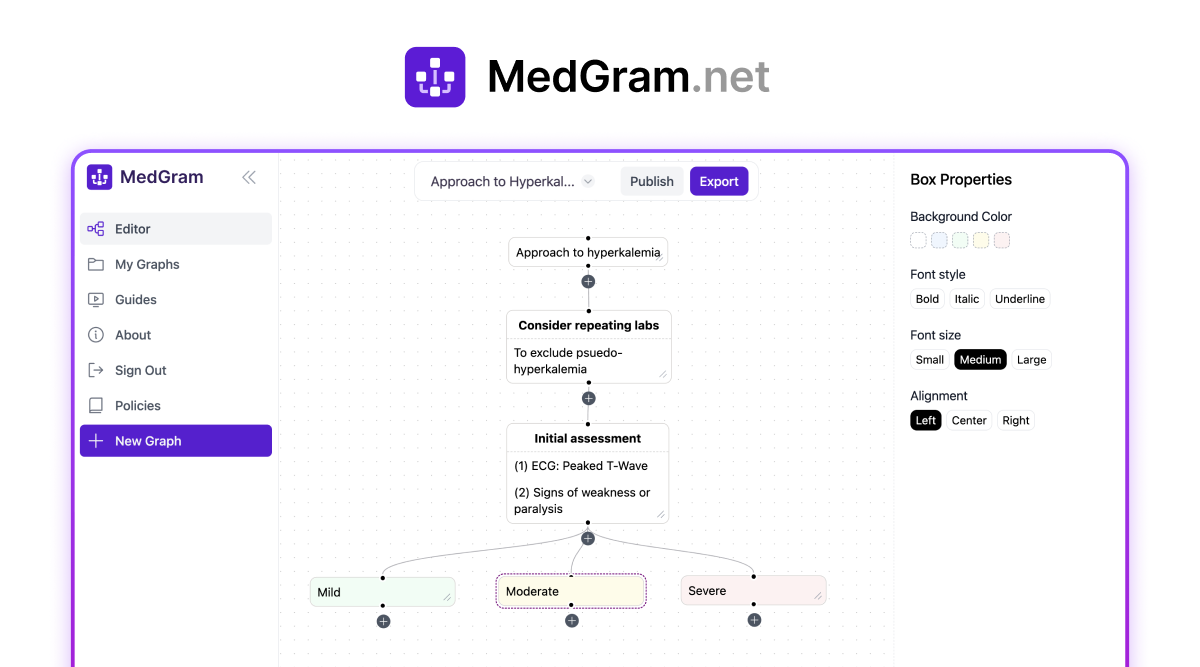 MedGram.net
MedGram
Editor
My Graphs
Guides
About
Sign Out
Policies
New Graph
Approach to Hyperkal...
Publish
Export
Approach to hyperkalemia
Consider repeating labs
To exclude psuedo-
hyperkalemia
Initial assessment
(1) ECG: Peaked T-Wave
(2) Signs of weakness or
paralysis
Mild
Moderate
Severe
Box Properties
Background Color
Font style
Bold Italic Underline
Font size
Small Medium Large
Alignment
Left Center Right